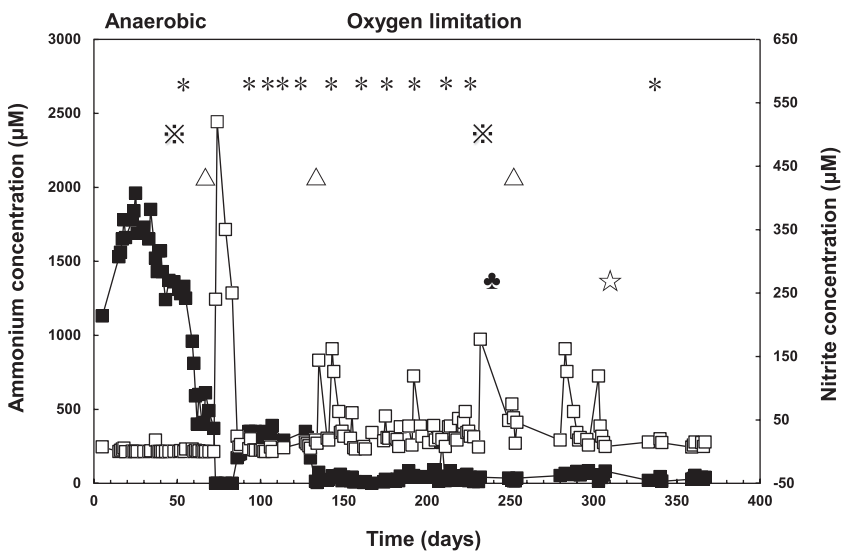 Anaerobic Oxygen limitation
3000 650
2500 550
2000 450
1500 350
1000 250
500 150
0 50
-50
0 50 100 150 200 250 300 350 400
Ammonium concentration (µM)
Nitrite concentration (µM)
Time (days)